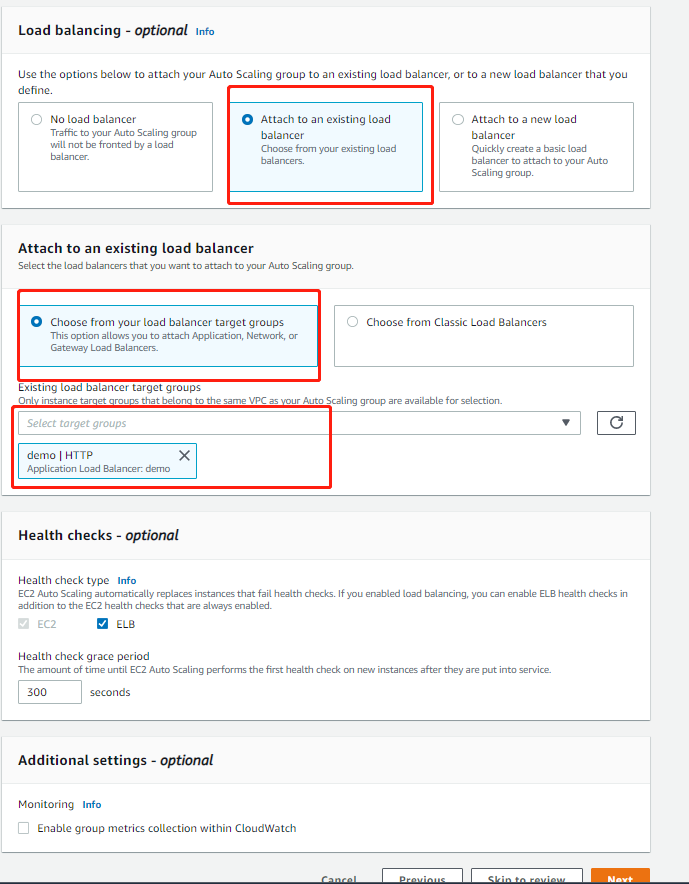 Load balancing - optional Info
Use the options below to attach your Auto Scaling group to an existing load balancer, or to a new load balancer that you
define.
No load balancer
Traffic to your Auto Scaling group
will not be fronted by a load
balancer.
Attach to an existing load
balancer
Choose from your existing load
balancers.
Attach to a new load
balancer
Quickly create a basic load
balancer to attach to your Auto
Scaling group.
Attach to an existing load balancer
Select the load balancers that you want to attach to your Auto Scaling group.
Choose from your load balancer target groups
This option allows you to attach Application, Network, or
Gateway Load Balancers.
Choose from Classic Load Balancers
Existing load balancer target groups
Only instance target groups that belong to the same VPC as your Auto Scaling group are available for selection.
Select target groups
demo | HTTP
Application Load Balancer: demo
Health checks - optional
Health check type Info
EC2 Auto Scaling automatically replaces instances that fail health checks. If you enabled load balancing, you can enable ELB health checks in
addition to the EC2 health checks that are always enabled.
EC2 ELB
Health check grace period
The amount of time until EC2 Auto Scaling performs the first health check on new instances after they are put into service.
300 seconds
Additional settings - optional
Monitoring Info
Enable group metrics collection within CloudWatch
Cancel Previous Skip to review Next